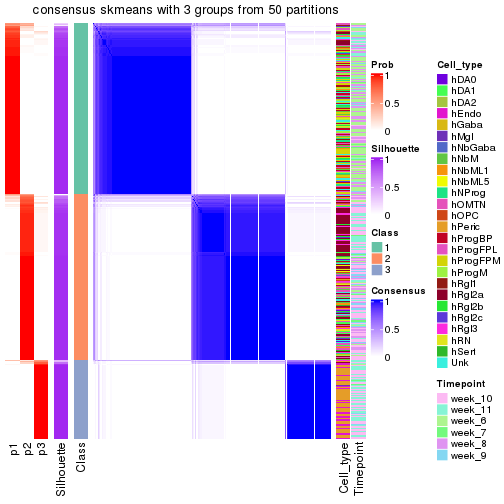 consensus skmeans with 3 groups from 50 partitions
p1
p2
p3
Silhouette
Class
Cell_type
Timepoint
Prob
1
0.5
0
Silhouette
1
0.5
0
Class
1
2
3
Consensus
1
0.5
0
Cell_type
hDA0
hDA1
hDA2
hEndo
hGaba
hMgl
hNbGaba
hNbM
hNbML1
hNbML5
hNProg
hOMTN
hOPC
hPeric
hProgBP
hProgFPL
hProgFPM
hProgM
hRgl1
hRgl2a
hRgl2b
hRgl2c
hRgl3
hRN
hSert
Unk
Timepoint
week_10
week_11
week_6
week_7
week_8
week_9